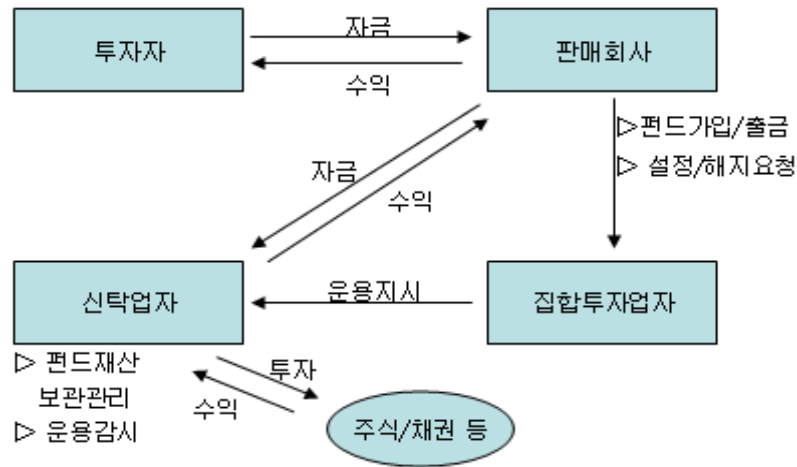 자금
투자자
판매회사
수익
▷펀드가입/출금
▷ 설정/해지요청
자금
수익
신탁업자
운용지시
집합투자업자
▷ 펀드재산
보관관리
▷ 운용감시
투자
수익
주식/채권 등